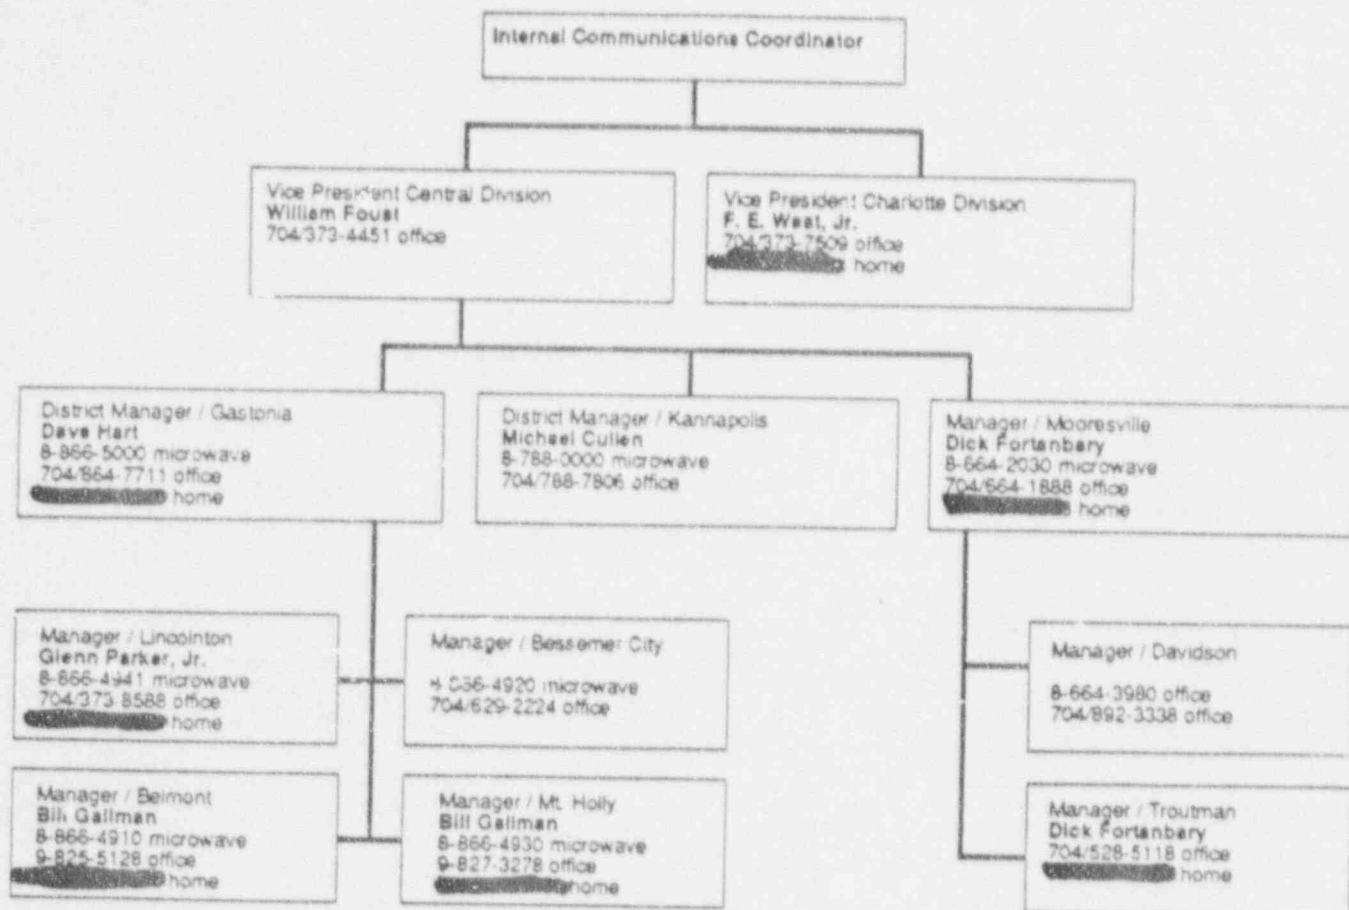 Internal Communications Coordinator
Vice President Central Division
William Foust
704/373-4451 office
Vice President Charlotte Division
F. E. West, Jr.
704/373-7509 office
home
District Manager / Gastonia
Dave Hart
8-866-5000 microwave
704/864-7711 office
home
District Manager / Kannapolis
Michael Cullen
8-788-0000 microwave
704/788-7806 office
Manager / Mooresville
Dick Fortenbery
8-664-2030 microwave
704/664-1888 office
home
Manager / Lincolnton
Glenn Parker, Jr.
8-866-4941 microwave
704/373-8588 office
home
Manager / Bessemer City
microwave
704/629-2224 office
Manager / Davidson
8-664-3980 office
704/892-3338 office
Manager / Belmont
Bill Gallman
8-866-4910 microwave
9-825-5128 office
home
Manager / Mt. Holly
Bill Gallman
8-866-4930 microwave
9-827-3278 office
home
Manager / Troutman
Dick Fortenbery
704/528-5118 office
home